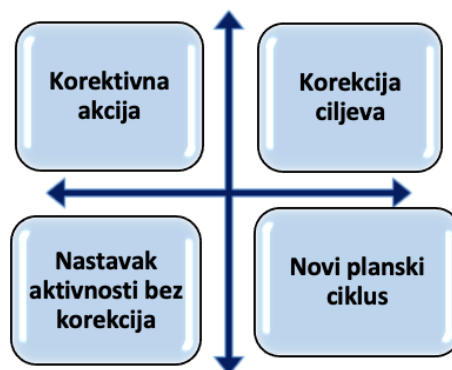 Korektivna
akcija
Korekcija
ciljeva
Nastavak
aktivnosti bez
korekcija
Novi planski
ciklus